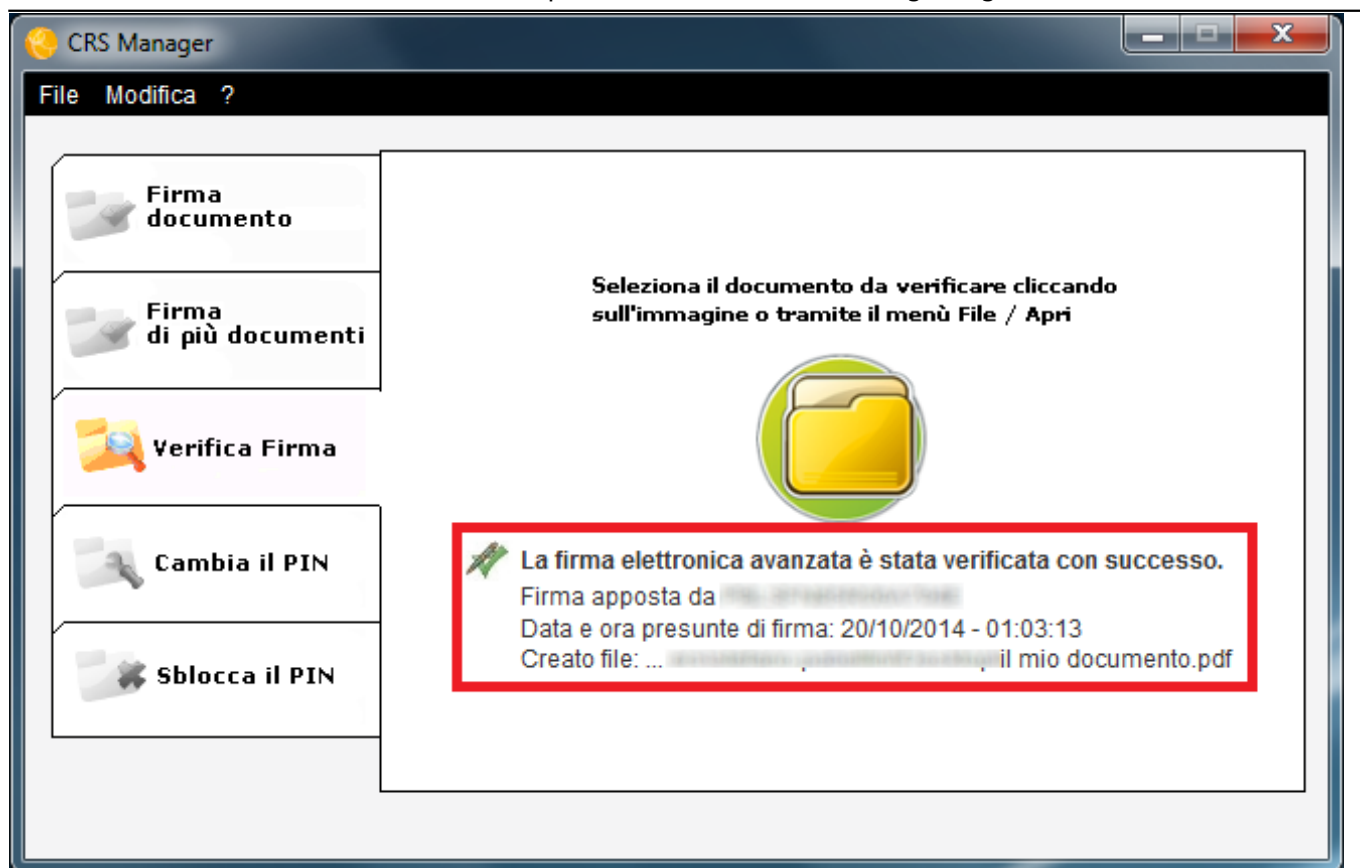 CRS Manager
File Modifica ?
Firma
documento
Firma
di più documenti
Verifica Firma
Cambia il PIN
Sblocca il PIN
Seleziona il documento da verificare cliccando
sull'immagine o tramite il menù File / Apri
La firma elettronica avanzata è stata verificata con successo.
Firma apposta da
Data e ora presunte di firma: 20/10/2014 - 01:03:13
Creato file: ... il mio documento.pdf